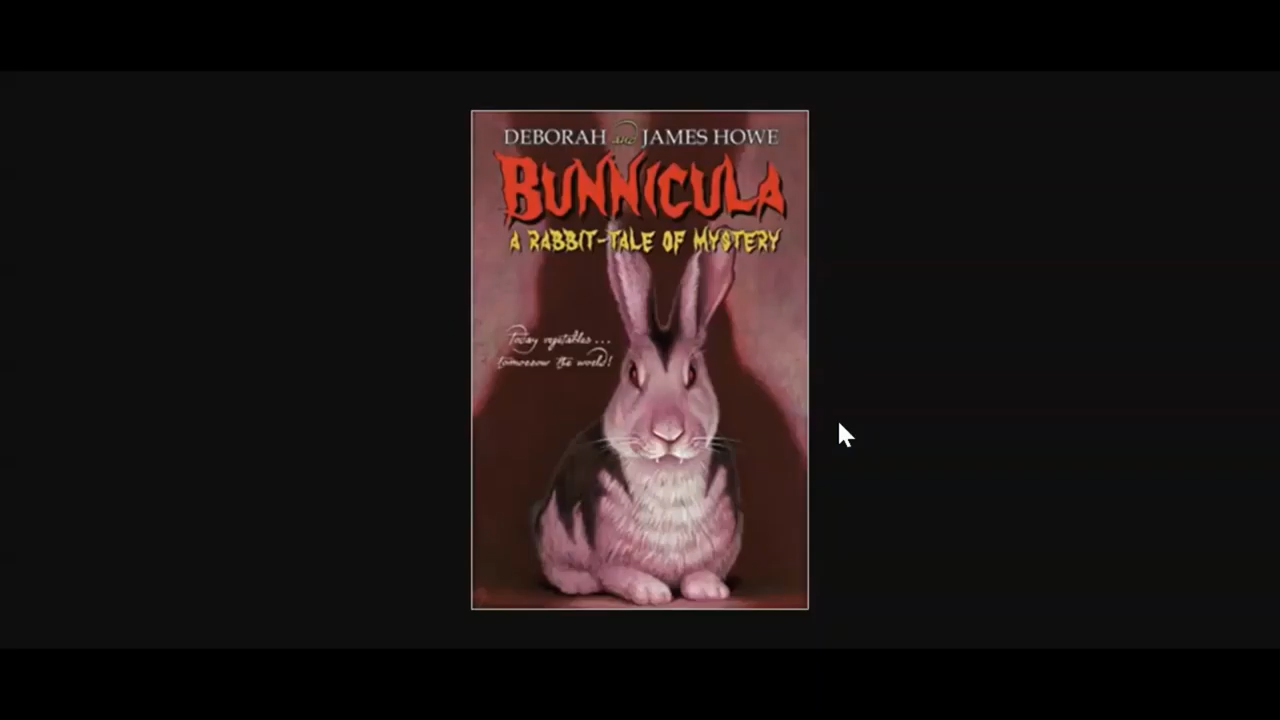 DEBORAH and JAMES HOWE
BUNNICULA
A RABBIT-TALE OF MYSTERY
Today vegetables...
tomorrow the world!